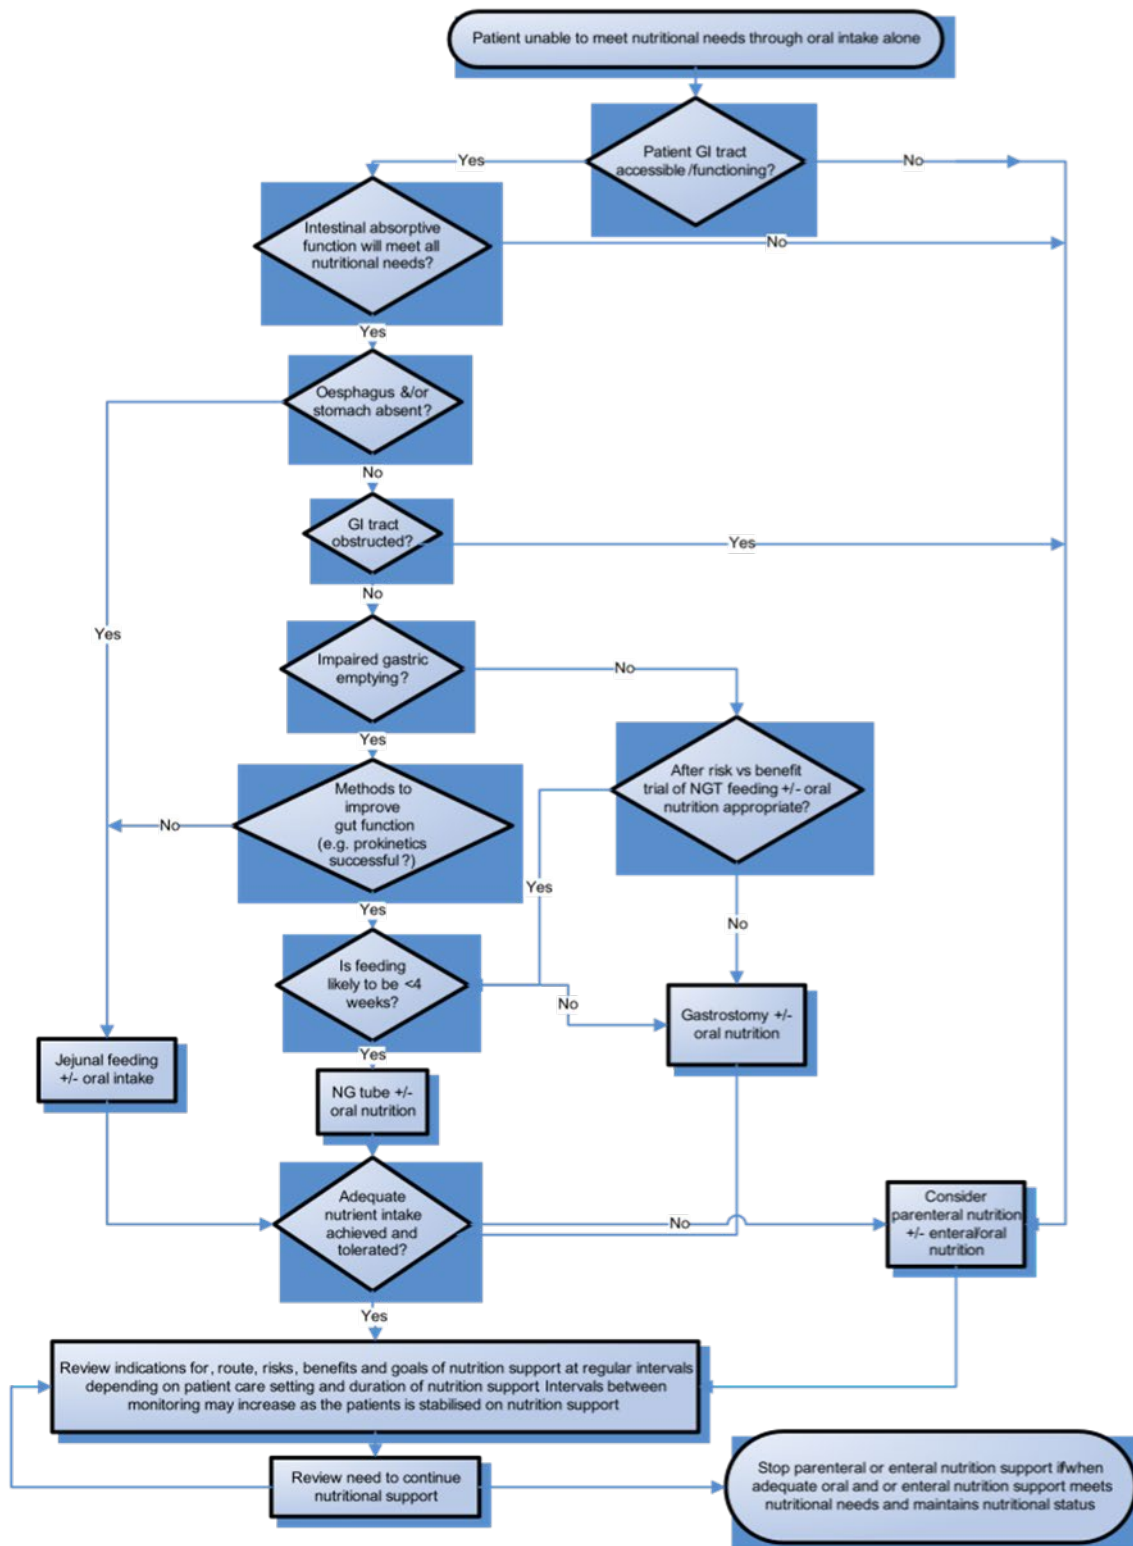 Patient unable to meet nutritional needs through oral intake alone
Patient GI tract
accessible/functioning?
Yes
No
Intestinal absorptive
function will meet all
nutritional needs?
No
Yes
Oesphagus &/or
stomach absent?
No
GI tract
obstructed?
Yes
No
Yes
Impaired gastric
emptying?
No
Yes
After risk vs benefit
trial of NGT feeding +/- oral
nutrition appropriate?
Methods to
improve
gut function
(e.g. prokinetics
successful?)
No
Yes
Yes
No
Is feeding
likely to be <4
weeks?
No
Gastrostomy +/-
oral nutrition
Yes
Jejunal feeding
+/- oral intake
NG tube +/-
oral nutrition
Adequate
nutrient intake
achieved and
tolerated?
No
Consider
parenteral nutrition
+/- enteral/oral
nutrition
Yes
Review indications for, route, risks, benefits and goals of nutrition support at regular intervals
depending on patient care setting and duration of nutrition support Intervals between
monitoring may increase as the patients is stabilised on nutrition support
Review need to continue
nutritional support
Stop parenteral or enteral nutrition support if/when
adequate oral and or enteral nutrition support meets
nutritional needs and maintains nutritional status